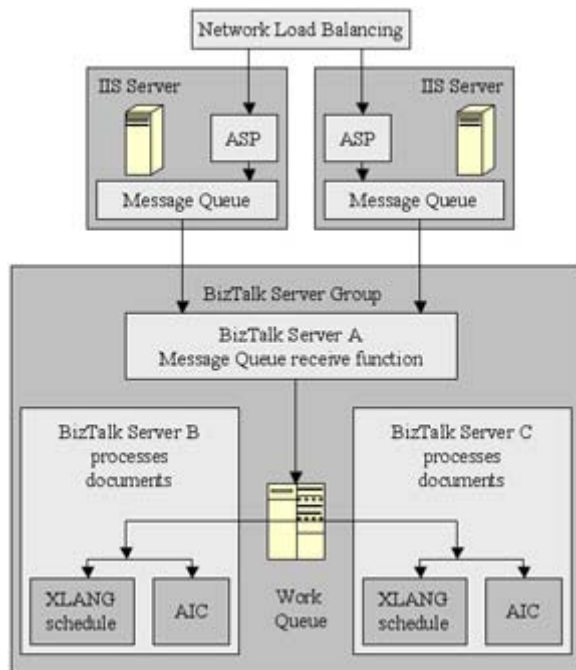 Network Load Balancing
IIS Server
IIS Server
ASP
ASP
Message Queue
Message Queue
BizTalk Server Group
BizTalk Server A
Message Queue receive function
BizTalk Server B
processes
documents
BizTalk Server C
processes
documents
XLANG
schedule
AIC
Work
Queue
XLANG
schedule
AIC